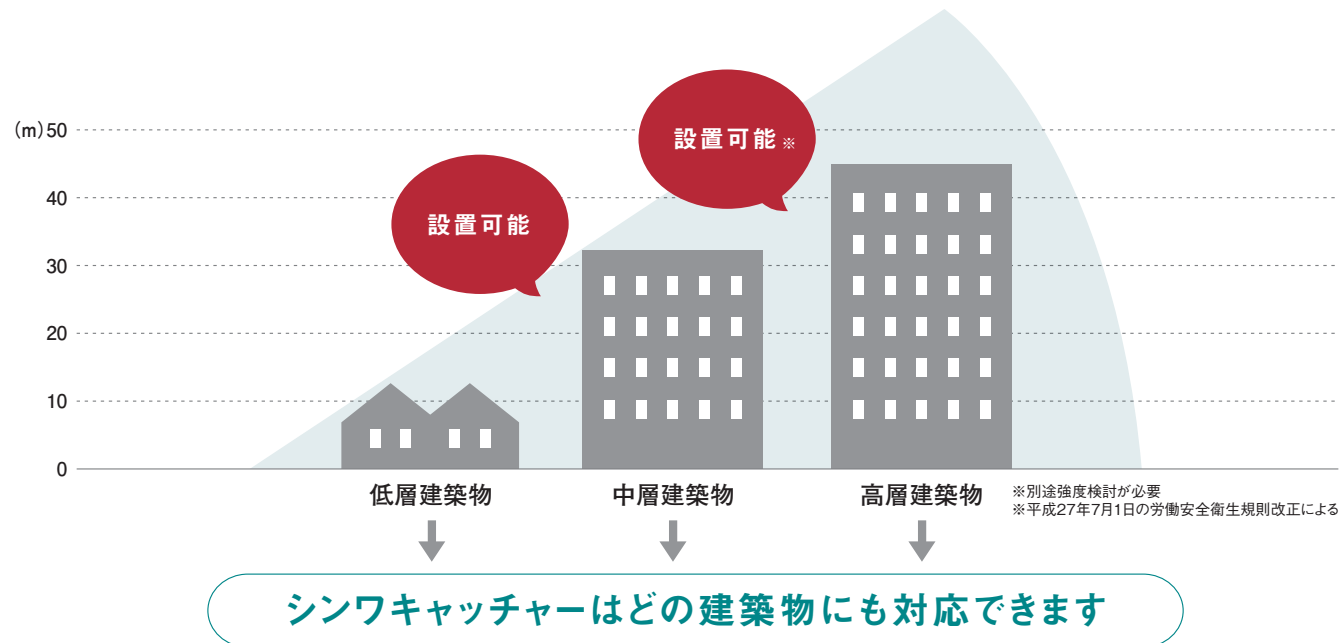 (m)50
設置可能※
40
設置可能
30
20
10
0
低層建築物
中層建築物
高層建築物
※別途強度検討が必要
※平成27年7月1日の労働安全衛生規則改正による
シンワキャッチャーはどの建築物にも対応できます